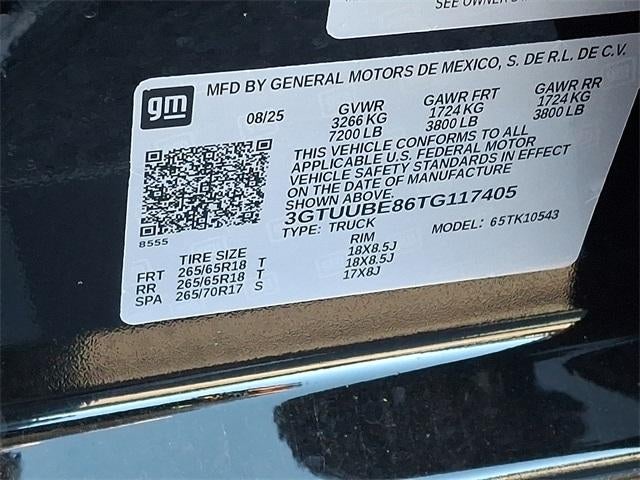 SEE OWNER'S
gm
MFD BY GENERAL MOTORS DE MEXICO, S. DE R.L. DE C.V.
08/25
GVWR GAWR FRT GAWR RR
3266 KG 1724 KG 1724 KG
7200 LB 3800 LB 3800 LB
THIS VEHICLE CONFORMS TO ALL
APPLICABLE U.S. FEDERAL MOTOR
VEHICLE SAFETY STANDARDS IN EFFECT
ON THE DATE OF MANUFACTURE
SHOWN ABOVE
3GTUUBE86TG117405
TYPE: TRUCK MODEL: 65TK10543
8555
TIRE SIZE RIM
FRT 265/65R18 T 18X8.5J
RR 265/65R18 T 18X8.5J
SPA 265/70R17 S 17X8J